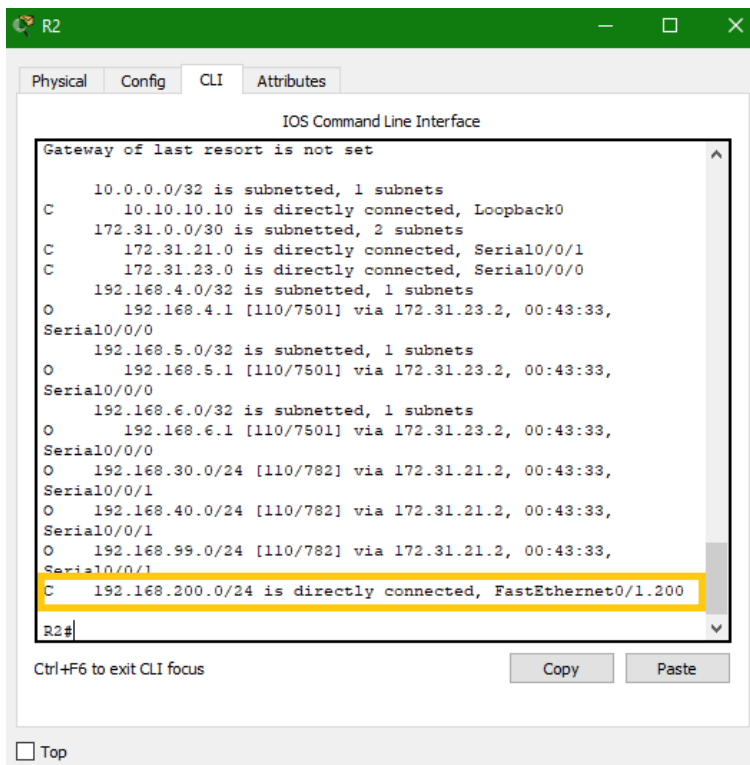 R2
Physical Config CLI Attributes
IOS Command Line Interface
Gateway of last resort is not set
10.0.0.0/32 is subnetted, 1 subnets
C 10.10.10.10 is directly connected, Loopback0
172.31.0.0/30 is subnetted, 2 subnets
C 172.31.21.0 is directly connected, Serial0/0/1
C 172.31.23.0 is directly connected, Serial0/0/0
192.168.4.0/32 is subnetted, 1 subnets
O 192.168.4.1 [110/7501] via 172.31.23.2, 00:43:33,
Serial0/0/0
192.168.5.0/32 is subnetted, 1 subnets
O 192.168.5.1 [110/7501] via 172.31.23.2, 00:43:33,
Serial0/0/0
192.168.6.0/32 is subnetted, 1 subnets
O 192.168.6.1 [110/7501] via 172.31.23.2, 00:43:33,
Serial0/0/0
O 192.168.30.0/24 [110/782] via 172.31.21.2, 00:43:33,
Serial0/0/1
O 192.168.40.0/24 [110/782] via 172.31.21.2, 00:43:33,
Serial0/0/1
O 192.168.99.0/24 [110/782] via 172.31.21.2, 00:43:33,
Serial0/0/1
C 192.168.200.0/24 is directly connected, FastEthernet0/1.200
R2#
Ctrl+F6 to exit CLI focus
Copy Paste
Top